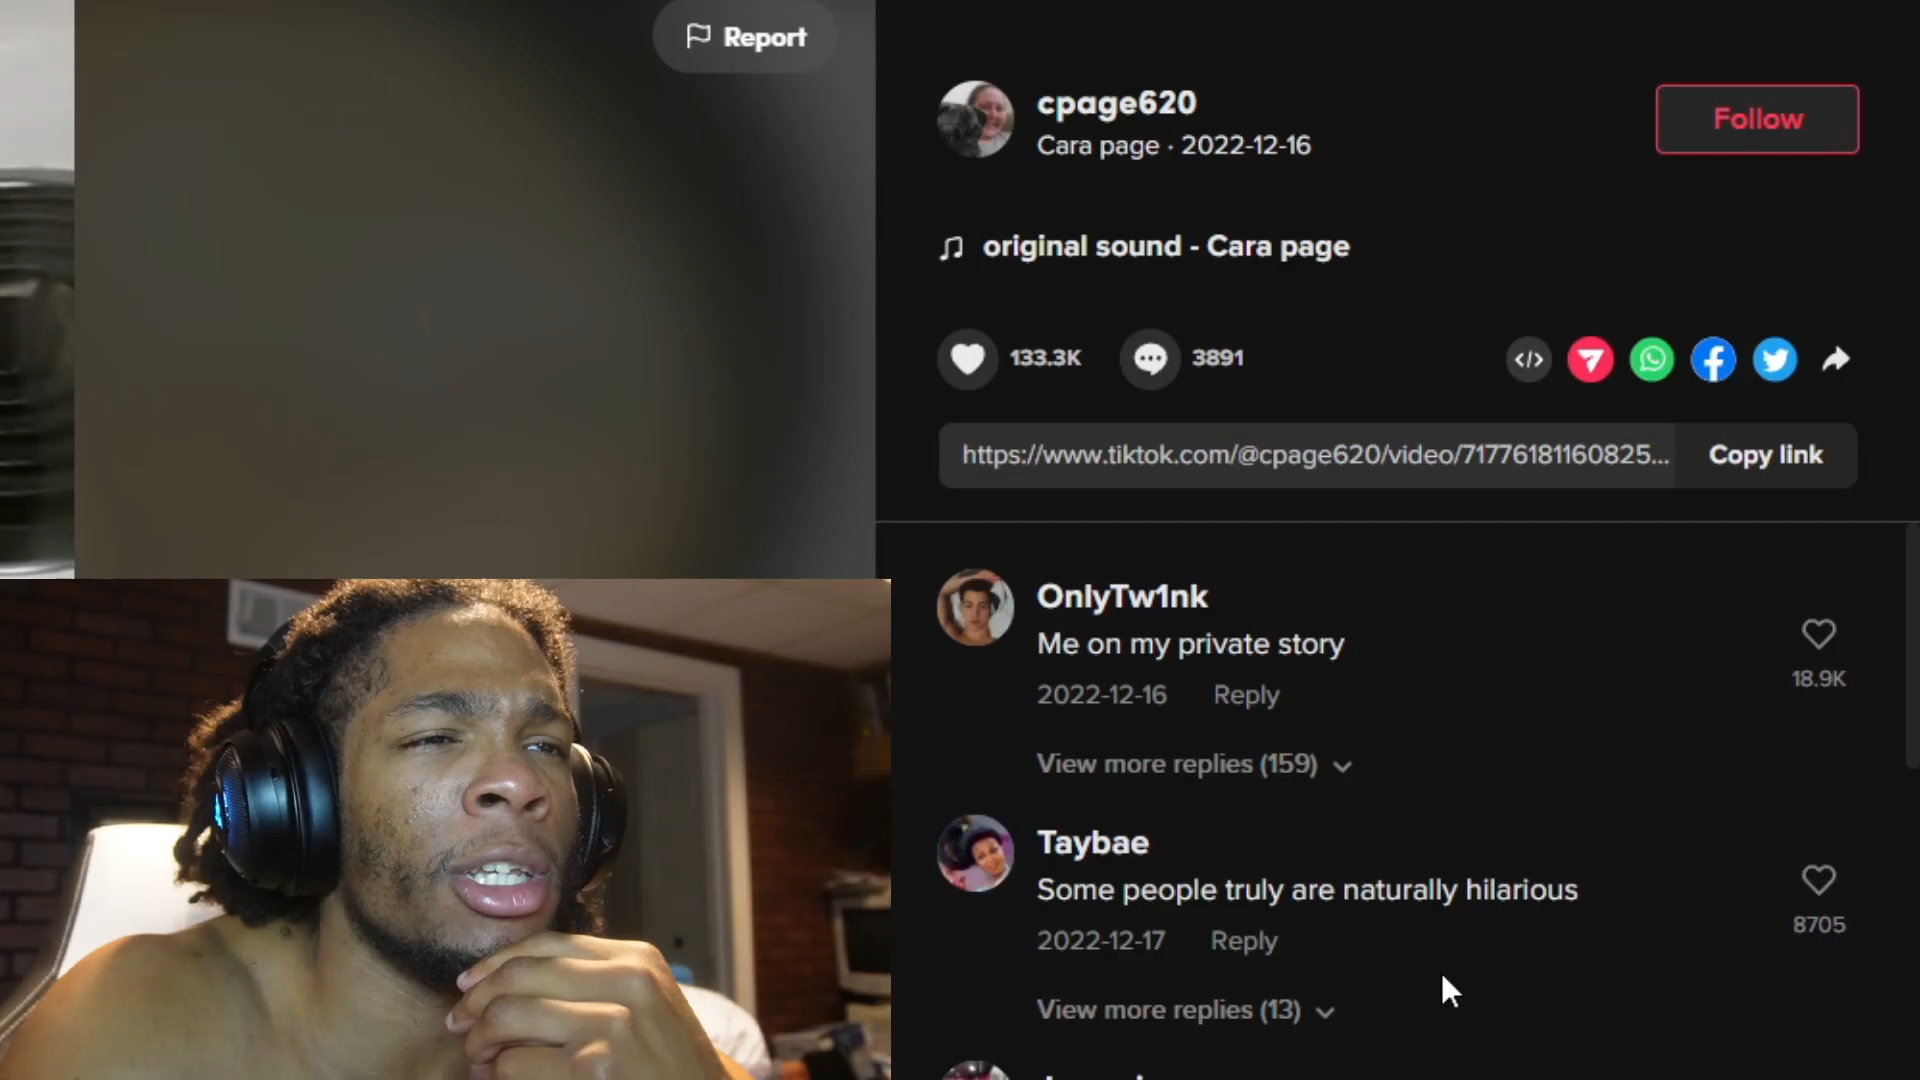 Report
cpage620
Cara page · 2022-12-16
Follow
original sound - Cara page
133.3K
3891
https://www.tiktok.com/@cpage620/video/71776181160825...
Copy link
OnlyTw1nk
Me on my private story
18.9K
2022-12-16 Reply
View more replies (159)
Taybae
Some people truly are naturally hilarious
8705
2022-12-17 Reply
View more replies (13)